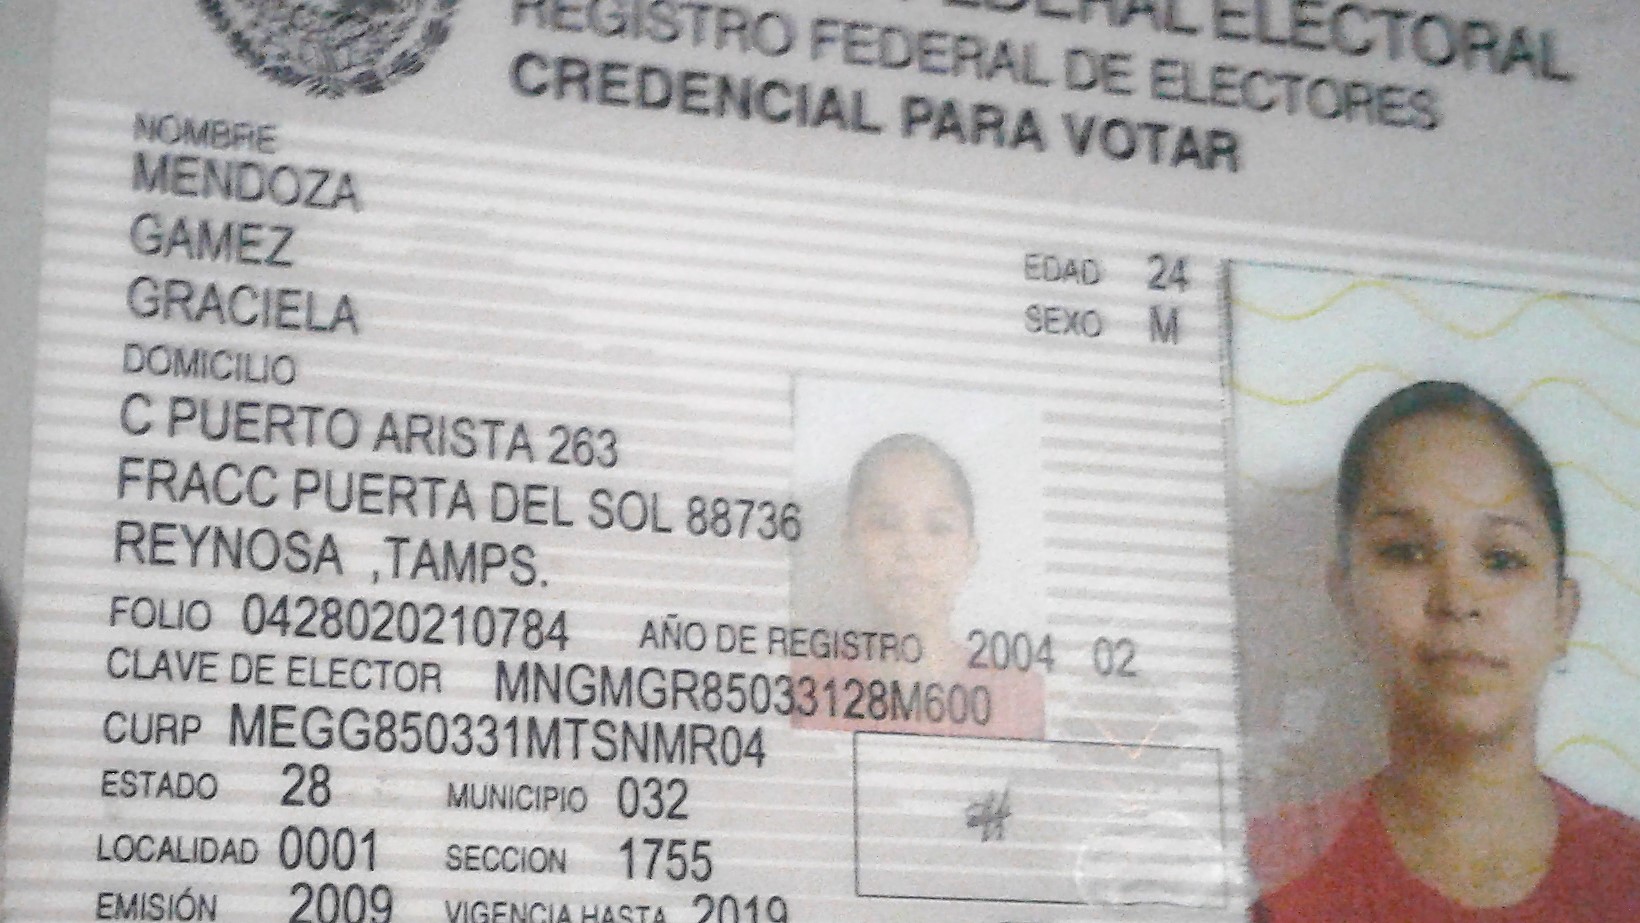 FEDERAL ELECTORAL
REGISTRO FEDERAL DE ELECTORES
CREDENCIAL PARA VOTAR
NOMBRE
MENDOZA
GAMEZ
GRACIELA
EDAD 24
SEXO M
DOMICILIO
C PUERTO ARISTA 263
FRACC PUERTA DEL SOL 88736
REYNOSA ,TAMPS.
FOLIO 0428020210784 AÑO DE REGISTRO 2004 02
CLAVE DE ELECTOR MNGMGR85033128M600
CURP MEGG850331MTSNMR04
ESTADO 28 MUNICIPIO 032
LOCALIDAD 0001 SECCION 1755
EMISIÓN 2009 VIGENCIA HASTA 2019